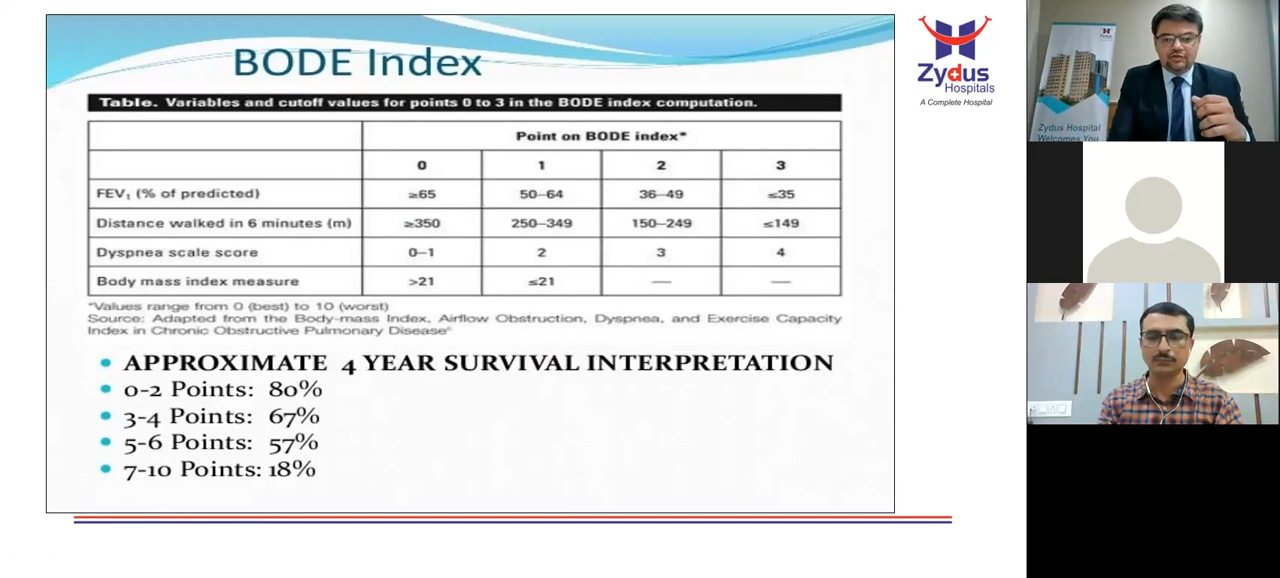 BODE Index
Table. Variables and cutoff values for points 0 to 3 in the BODE index computation.
Point on BODE index*
0 1 2 3
FEV₁ (% of predicted) ≥65 50–64 36–49 ≤35
Distance walked in 6 minutes (m) ≥350 250–349 150–249 ≤149
Dyspnea scale score 0–1 2 3 4
Body mass index measure >21 ≤21 — —
*Values range from 0 (best) to 10 (worst)
Source: Adapted from the Body-mass Index, Airflow Obstruction, Dyspnea, and Exercise Capacity
Index in Chronic Obstructive Pulmonary Disease
• APPROXIMATE 4 YEAR SURVIVAL INTERPRETATION
• 0-2 Points: 80%
• 3-4 Points: 67%
• 5-6 Points: 57%
• 7-10 Points: 18%
Zydus
Hospitals
A Complete Hospital
Zydus Hospital
Welcomes You